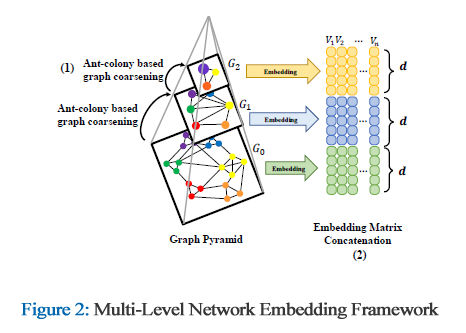 V₁ V₂ ... Vₙ
(1) Ant-colony based
graph coarsening
G₂
Embedding
d
Ant-colony based
graph coarsening
G₁
Embedding
...
d
G₀
Embedding
...
d
Graph Pyramid
Embedding Matrix
Concatenation
(2)
Figure 2: Multi-Level Network Embedding Framework